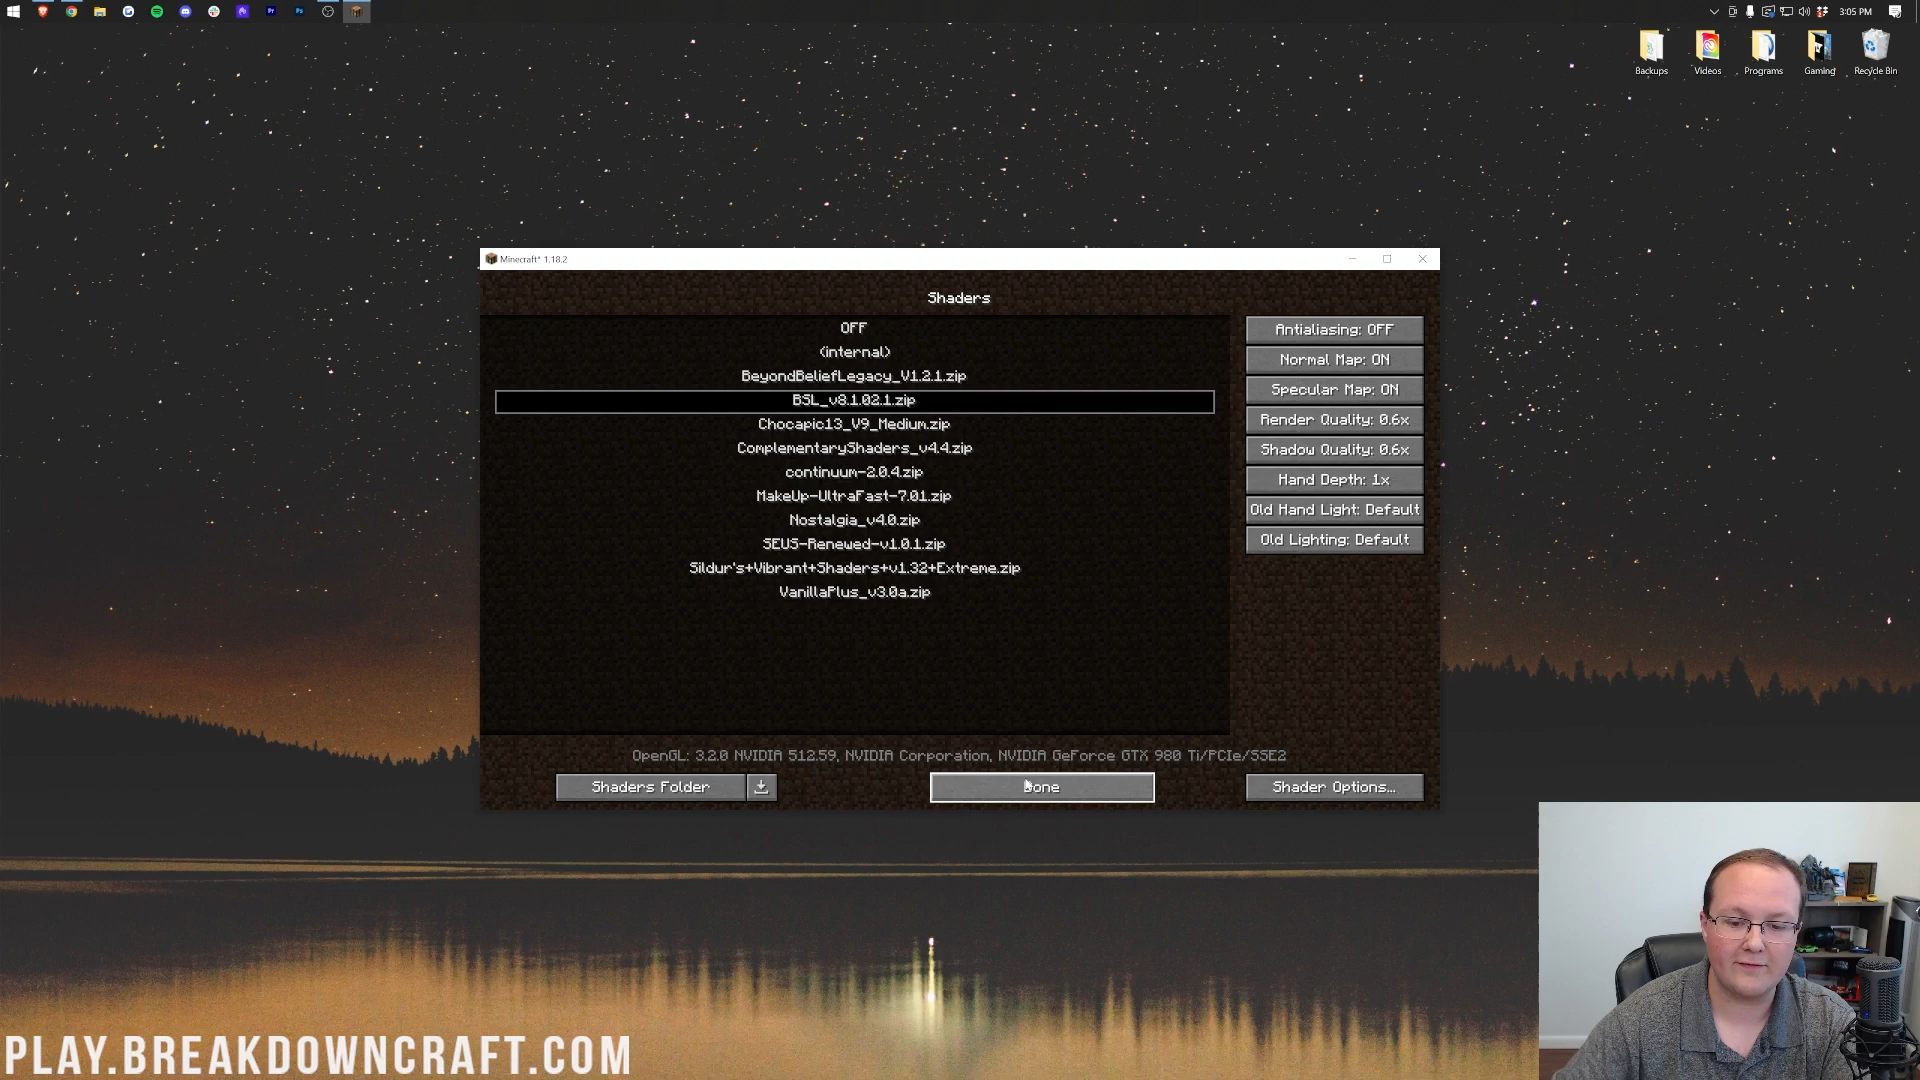 3:05 PM
Backups
Videos
Programs
Gaming
Recycle Bin
Minecraft* 1.18.2
Shaders
OFF
(internal)
BeyondBeliefLegacy_V1.2.1.zip
BSL_v8.1.02.1.zip
Chocapic13_V9_Medium.zip
ComplementaryShaders_v4.4.zip
continuum-2.0.4.zip
MakeUp-UltraFast-7.01.zip
Nostalgia_v4.0.zip
SEUS-Renewed-v1.0.1.zip
Sildur's+Vibrant+Shaders+v1.32+Extreme.zip
VanillaPlus_v3.0a.zip
Antialiasing: OFF
Normal Map: ON
Specular Map: ON
Render Quality: 0.6x
Shadow Quality: 0.6x
Hand Depth: 1x
Old Hand Light: Default
Old Lighting: Default
OpenGL: 3.2.0 NVIDIA 512.59, NVIDIA Corporation, NVIDIA GeForce GTX 980 Ti/PCIe/SSE2
Shaders Folder
Done
Shader Options...
PLAY.BREAKDOWNCRAFT.COM